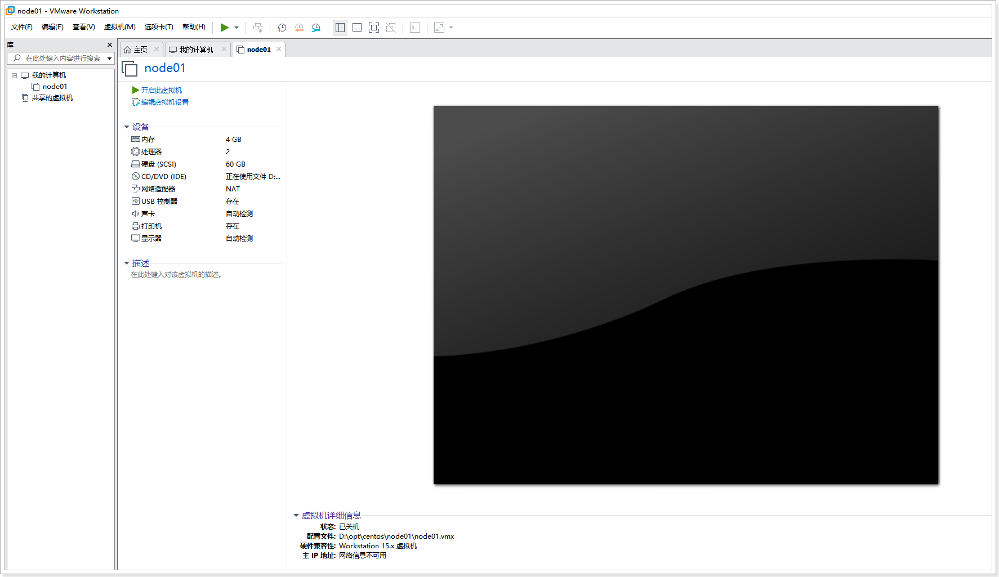 node01 - VMware Workstation
文件(F) 编辑(E) 查看(V) 虚拟机(M) 选项卡(T) 帮助(H)
库
在此处键入内容进行搜索
我的计算机
node01
共享的虚拟机
主页 我的计算机 node01
node01
开启此虚拟机
编辑虚拟机设置
设备
内存 4 GB
处理器 2
硬盘 (SCSI) 60 GB
CD/DVD (IDE) 正在使用文件 D:...
网络适配器 NAT
USB 控制器 存在
声卡 自动检测
打印机 存在
显示器 自动检测
描述
在此处键入对该虚拟机的描述。
虚拟机详细信息
状态: 已关机
配置文件: D:\opt\centos\node01\node01.vmx
硬件兼容性: Workstation 15.x 虚拟机
主 IP 地址: 网络信息不可用